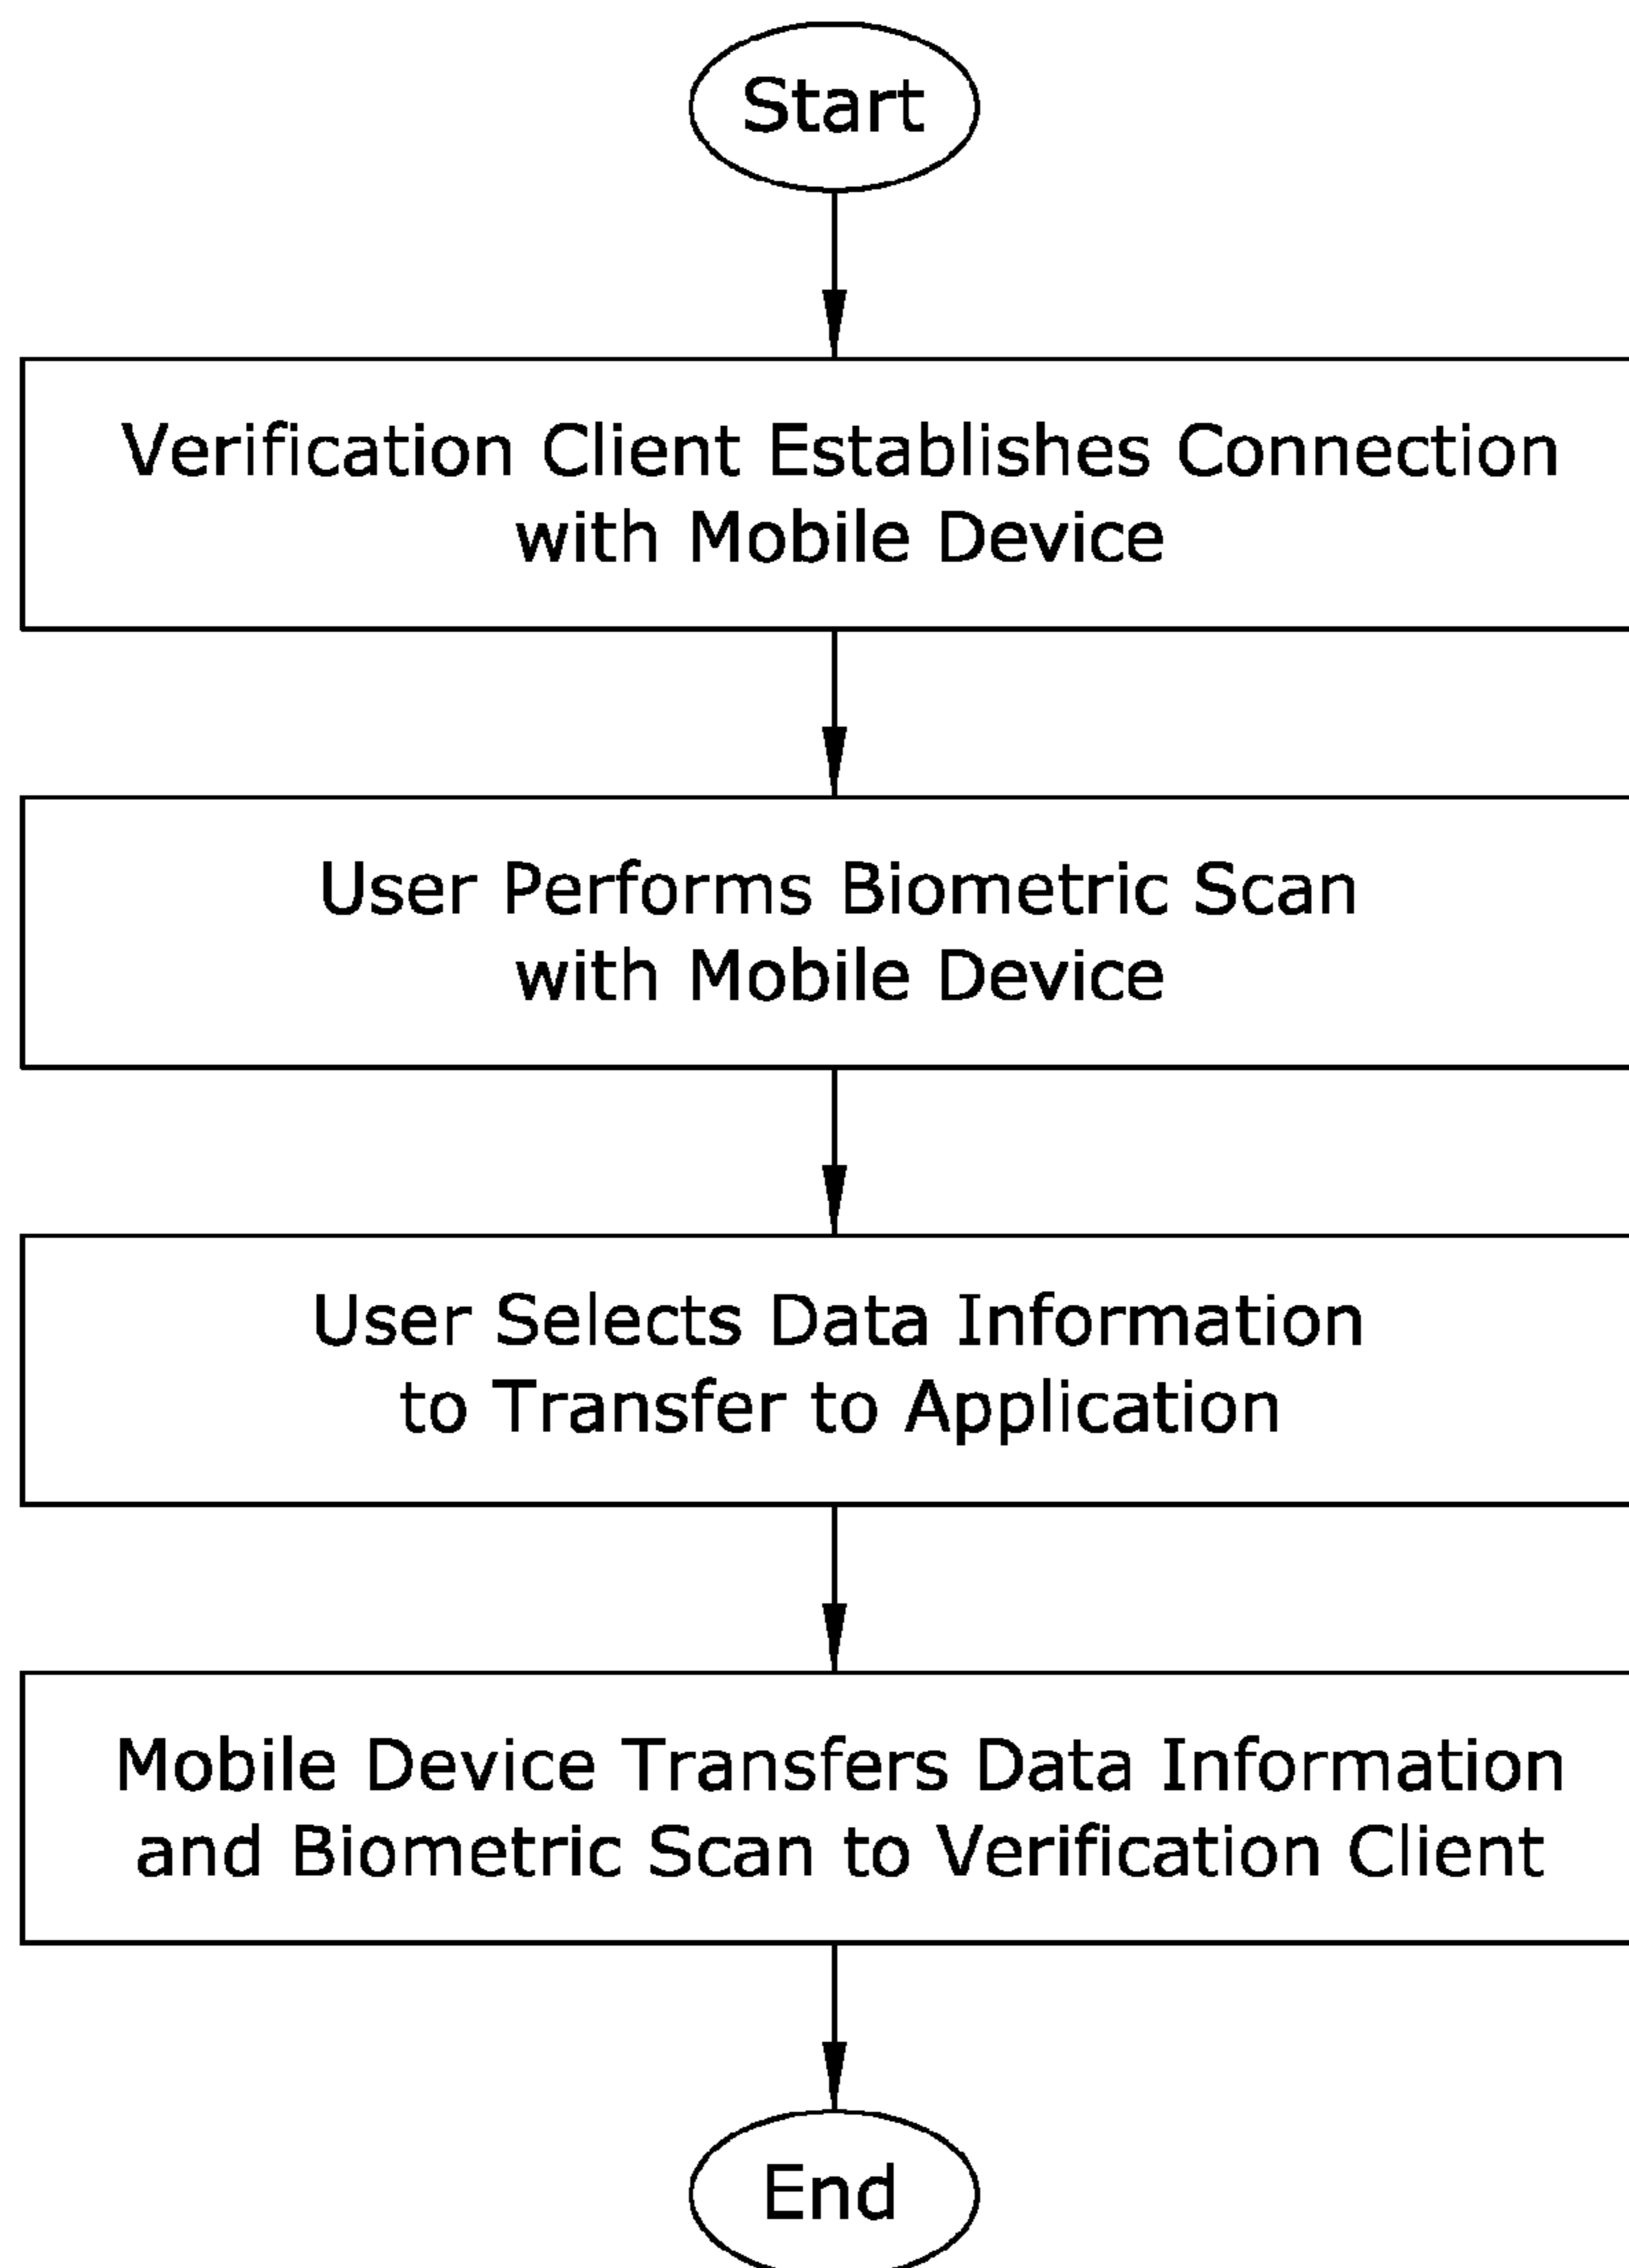 Start
Verification Client Establishes Connection
with Mobile Device
User Performs Biometric Scan
with Mobile Device
User Selects Data Information
to Transfer to Application
Mobile Device Transfers Data Information
and Biometric Scan to Verification Client
End